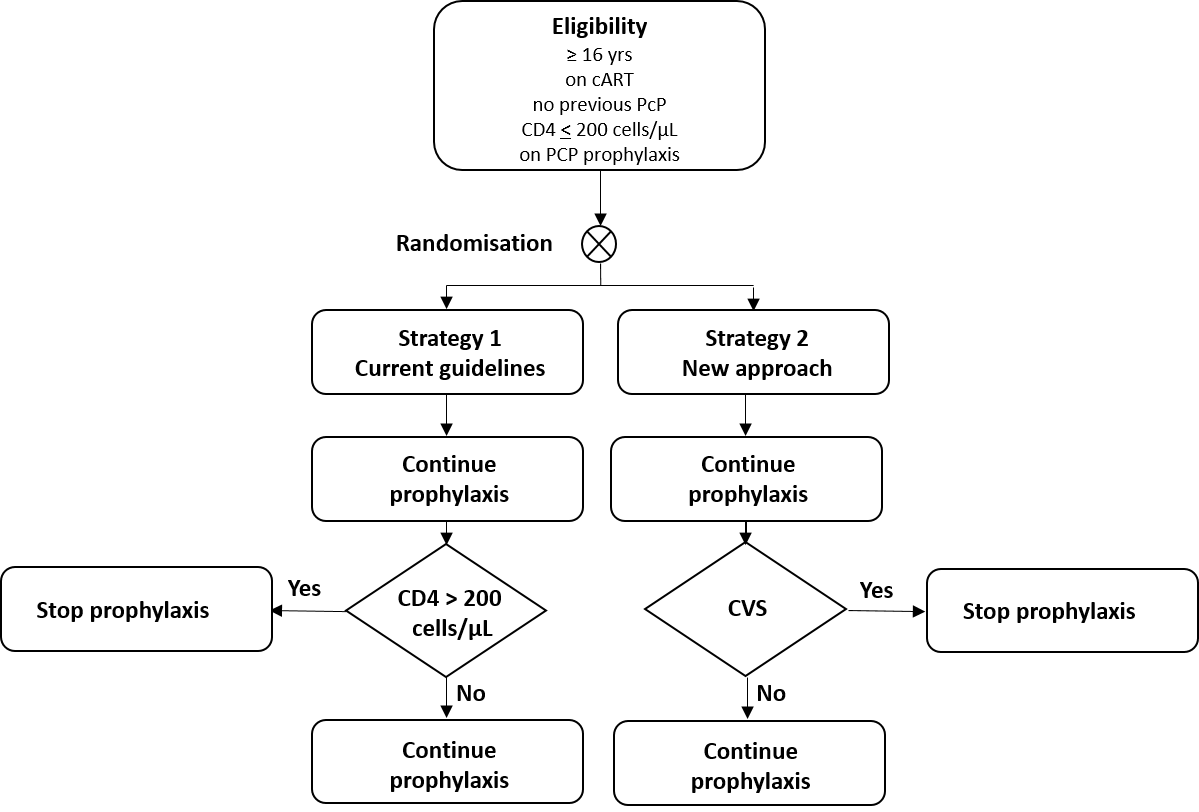 Eligibility
≥ 16 yrs
on cART
no previous PcP
CD4 ≤ 200 cells/µL
on PCP prophylaxis
Randomisation
Strategy 1
Current guidelines
Strategy 2
New approach
Continue
prophylaxis
Continue
prophylaxis
Stop prophylaxis
Yes
CD4 > 200
cells/µL
CVS
Yes
Stop prophylaxis
No
No
Continue
prophylaxis
Continue
prophylaxis